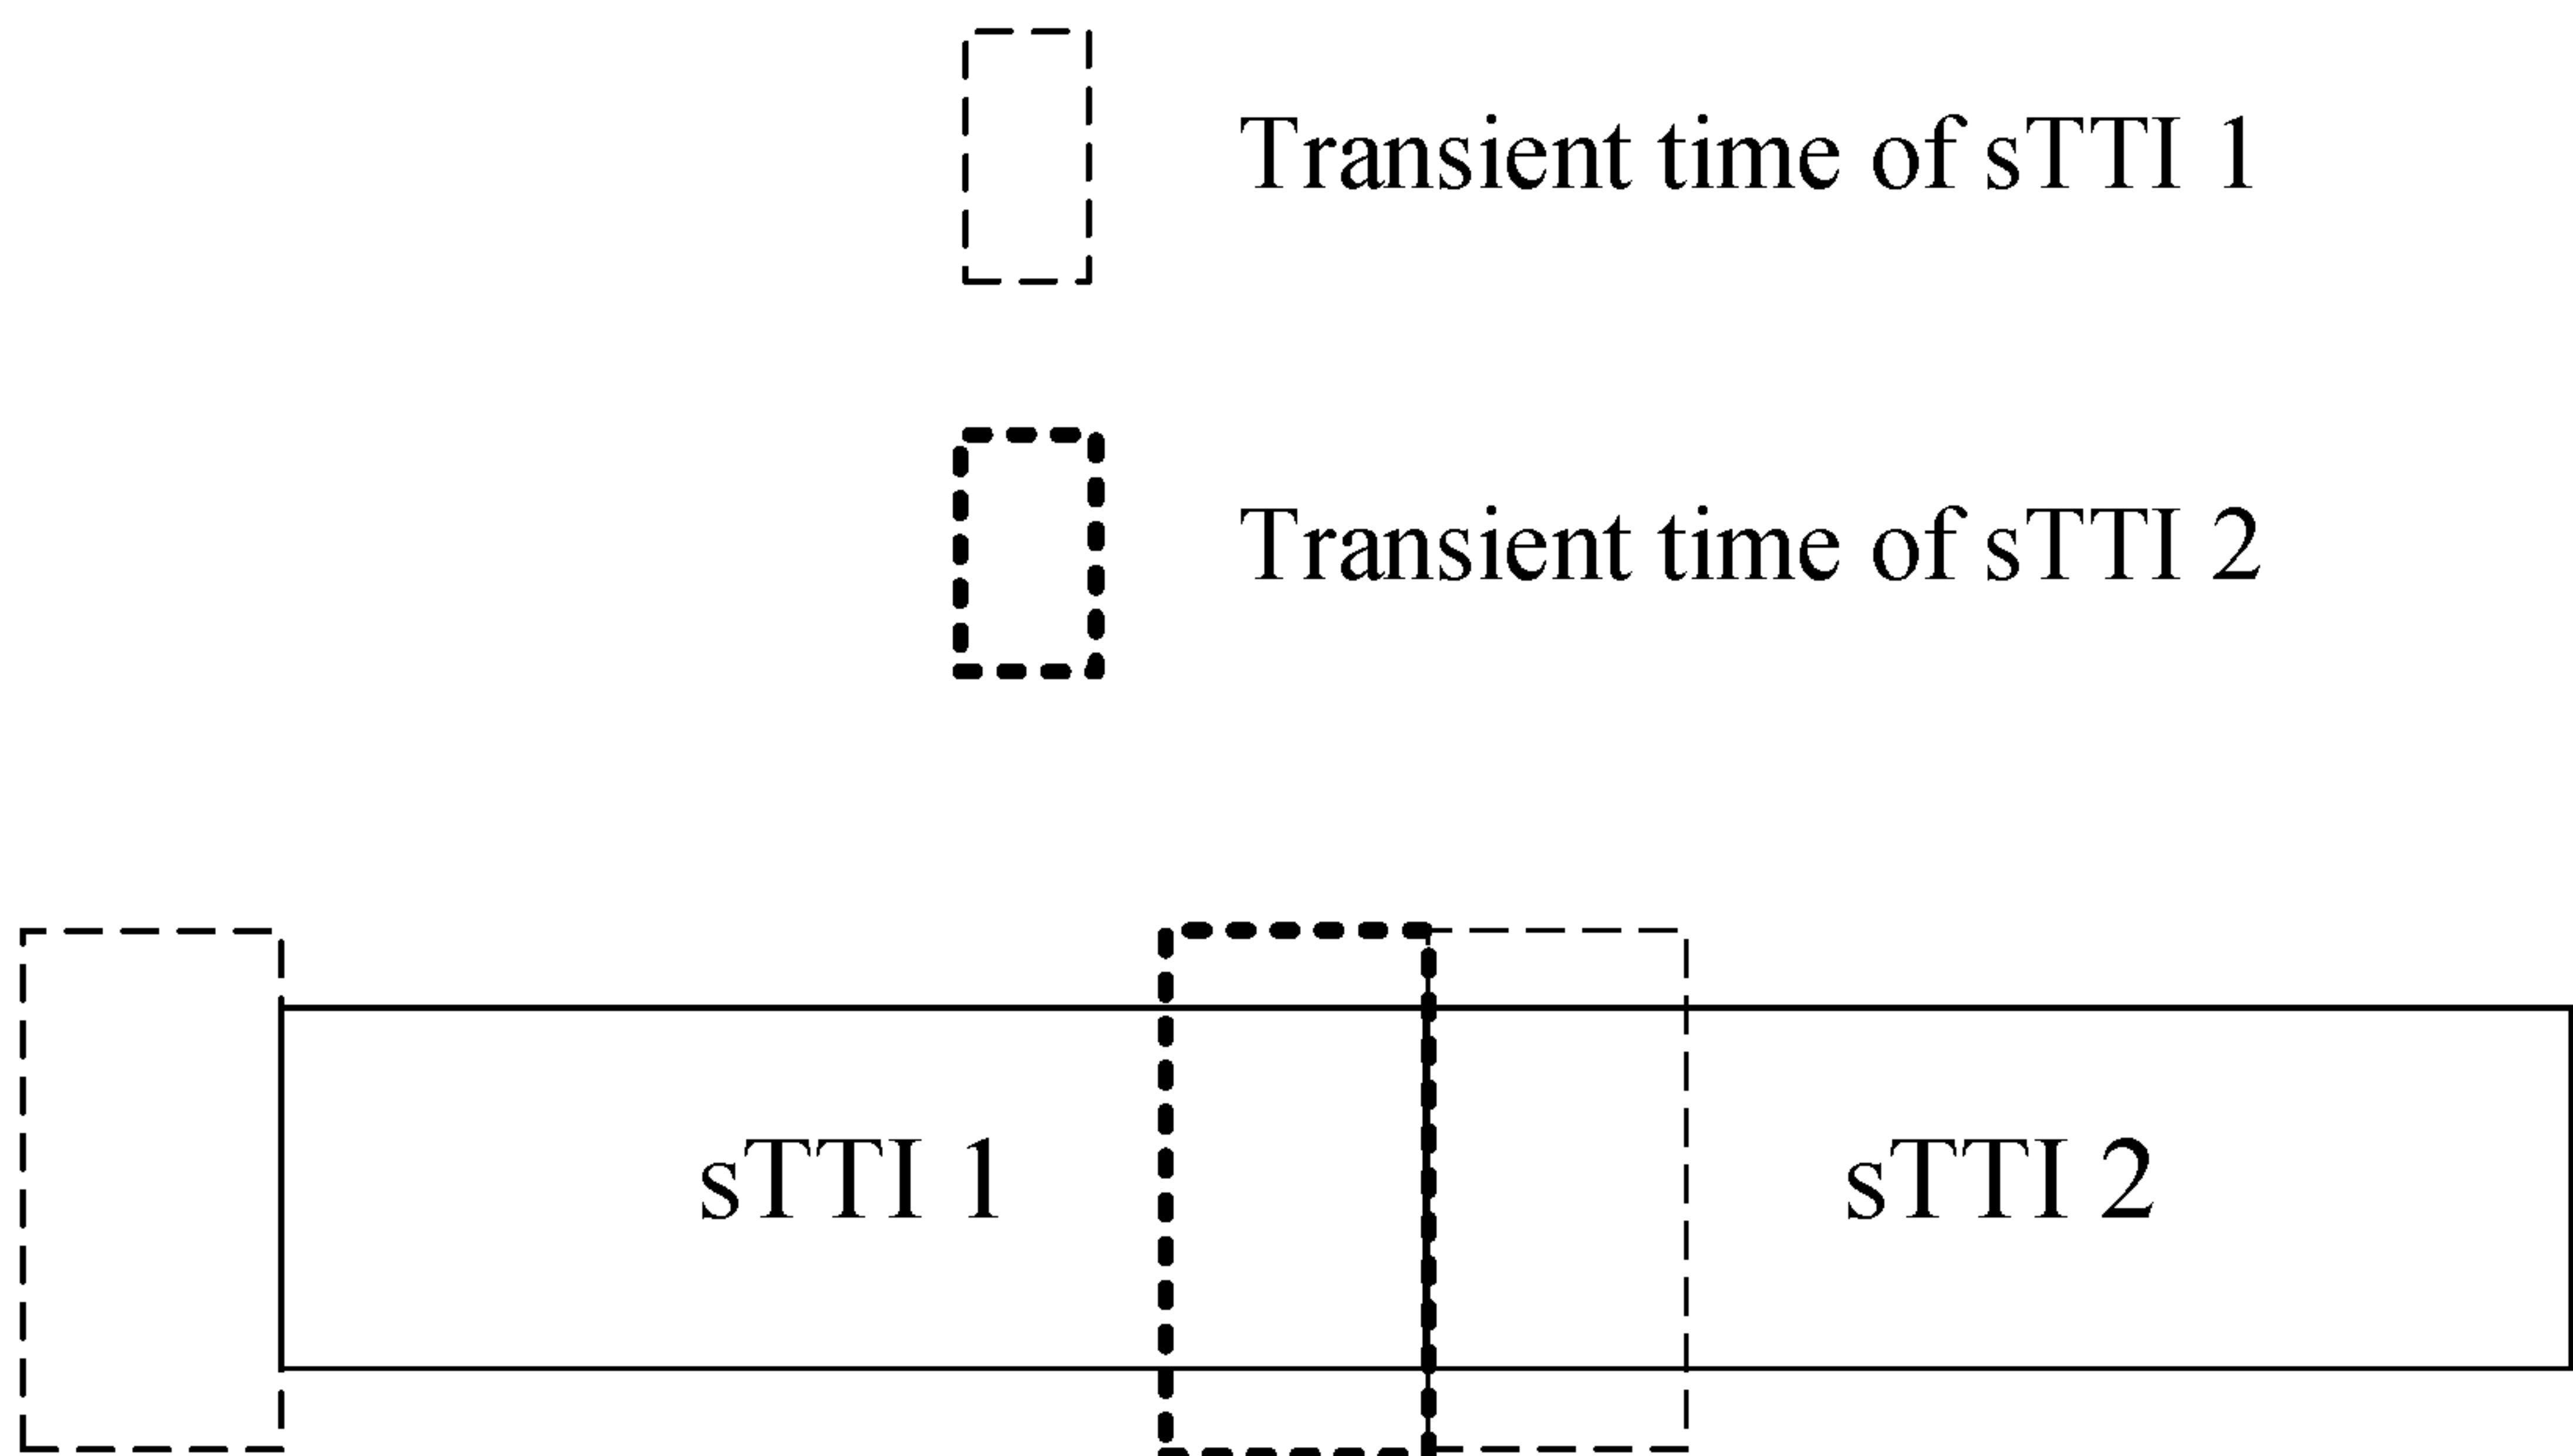 Transient time of sTTI 1
Transient time of sTTI 2
sTTI 1
sTTI 2